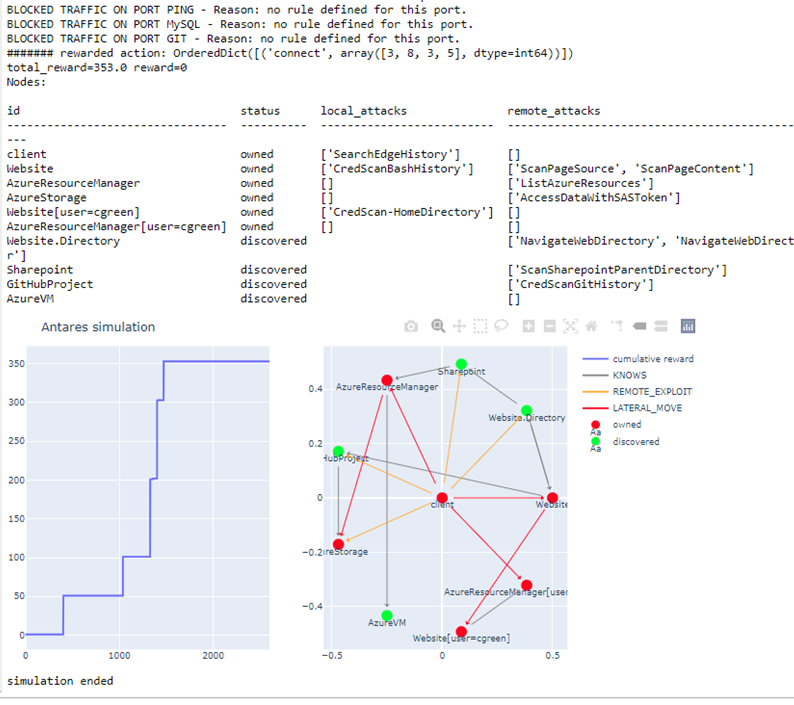 BLOCKED TRAFFIC ON PORT PING - Reason: no rule defined for this port.
BLOCKED TRAFFIC ON PORT MySQL - Reason: no rule defined for this port.
BLOCKED TRAFFIC ON PORT GIT - Reason: no rule defined for this port.
####### rewarded action: OrderedDict([('connect', array([3, 8, 3, 5], dtype=int64))])
total_reward=353.0 reward=0
Nodes:
id status local_attacks remote_attacks
------------------------------- ---------- ------------------------- ----------------------------------------
---
client owned ['SearchEdgeHistory'] []
Website owned ['CredScanBashHistory'] ['ScanPageSource', 'ScanPageContent']
AzureResourceManager owned [] ['ListAzureResources']
AzureStorage owned [] ['AccessDataWithSASToken']
Website[user=cgreen] owned ['CredScan-HomeDirectory'] []
AzureResourceManager[user=cgreen] owned [] []
Website.Directory discovered ['NavigateWebDirectory', 'NavigateWebDirect
r']
Sharepoint discovered ['ScanSharepointParentDirectory']
GitHubProject discovered ['CredScanGitHistory']
AzureVM discovered []
Antares simulation
350
300
250
200
150
100
50
0
0 1000 2000
0.4
0.2
0
−0.2
−0.4
−0.5 0 0.5
Sharepoint
AzureResourceManager
Website.Directory
HubProject
client
Website
reStorage
AzureResourceManager[user
AzureVM
Website[user=cgreen]
cumulative reward
KNOWS
REMOTE_EXPLOIT
LATERAL_MOVE
Aa owned
Aa discovered
simulation ended